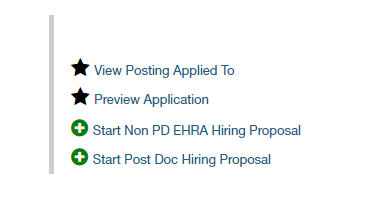 View Posting Applied To
Preview Application
Start Non PD EHRA Hiring Proposal
Start Post Doc Hiring Proposal